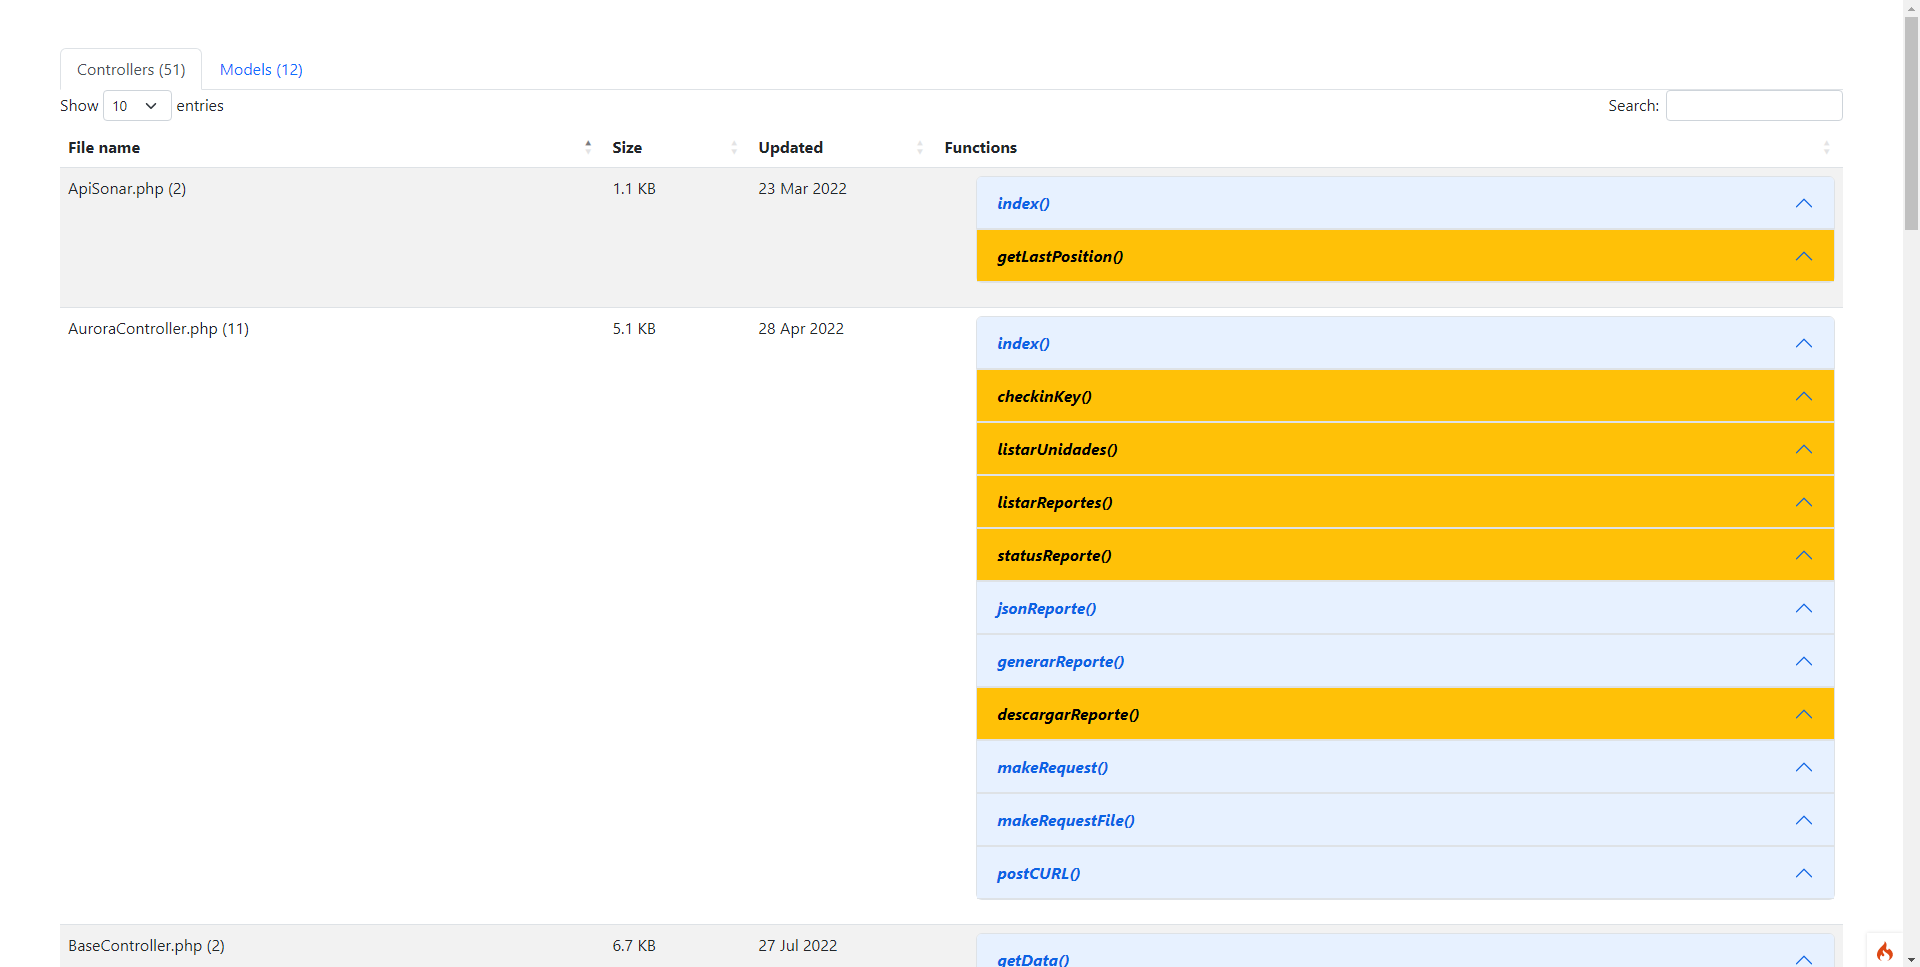 Controllers (51) Models (12)
Show 10 entries Search:
File name Size Updated Functions
ApiSonar.php (2) 1.1 KB 23 Mar 2022 index()
getLastPosition()
AuroraController.php (11) 5.1 KB 28 Apr 2022 index()
checkinKey()
listarUnidades()
listarReportes()
statusReporte()
jsonReporte()
generarReporte()
descargarReporte()
makeRequest()
makeRequestFile()
postCURL()
BaseController.php (2) 6.7 KB 27 Jul 2022 getData()